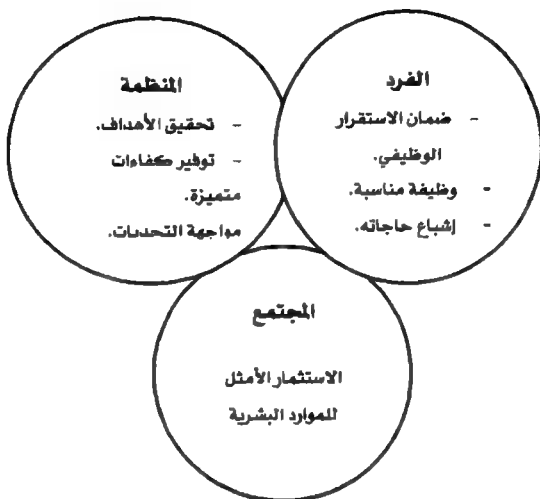 الفرد
- ضمان الاستقرار
الوظيفي.
- وظيفة مناسبة.
- إشباع حاجاته.
المنظمة
- تحقيق الأهداف.
- توفير كفاءات
متميزة.
مواجهة التحديات.
المجتمع
الاستثمار الأمثل
للموارد البشرية